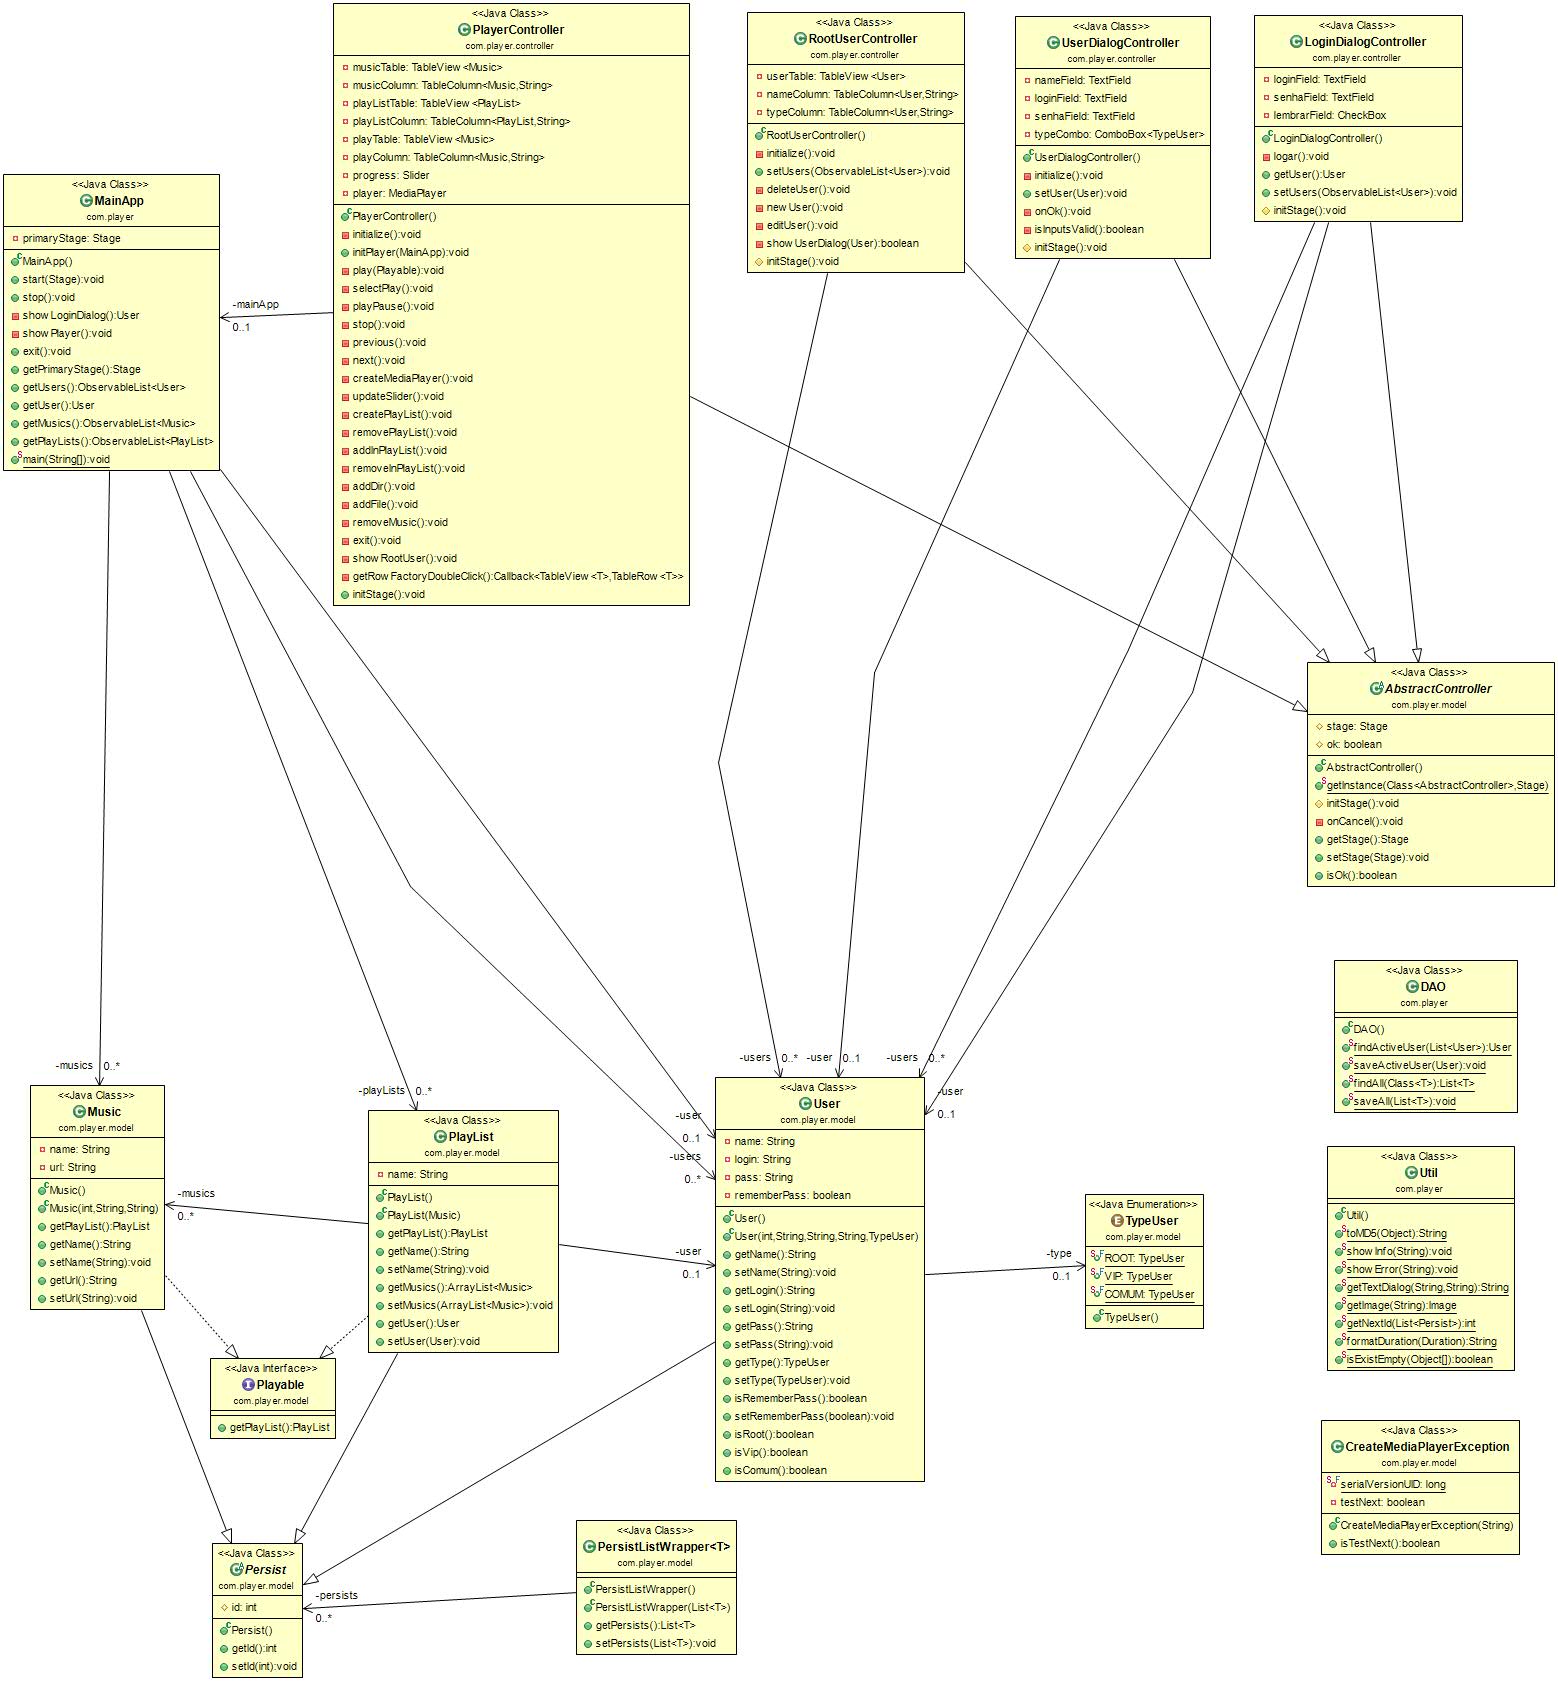 <<Java Class>>
PlayerController
com.player.controller
musicTable: TableView<Music>
musicColumn: TableColumn<Music,String>
playListTable: TableView<PlayList>
playListColumn: TableColumn<PlayList,String>
playTable: TableView<Music>
playColumn: TableColumn<Music,String>
progress: Slider
player: MediaPlayer
PlayerController()
initialize():void
initPlayer(MainApp):void
play(Playable):void
selectPlay():void
playPause():void
stop():void
previous():void
next():void
createMediaPlayer():void
updateSlider():void
createPlayList():void
removePlayList():void
addInPlayList():void
removeInPlayList():void
addDir():void
addFile():void
removeMusic():void
exit():void
showRootUser():void
getRowFactoryDoubleClick():Callback<TableView<T>,TableRow<T>>
initStage():void
<<Java Class>>
RootUserController
com.player.controller
userTable: TableView<User>
nameColumn: TableColumn<User,String>
typeColumn: TableColumn<User,String>
RootUserController()
initialize():void
setUsers(ObservableList<User>):void
deleteUser():void
newUser():void
editUser():void
showUserDialog(User):boolean
initStage():void
<<Java Class>>
UserDialogController
com.player.controller
nameField: TextField
loginField: TextField
senhaField: TextField
typeCombo: ComboBox<TypeUser>
UserDialogController()
initialize():void
setUser(User):void
onOk():void
isInputsValid():boolean
initStage():void
<<Java Class>>
LoginDialogController
com.player.controller
loginField: TextField
senhaField: TextField
lembrarField: CheckBox
LoginDialogController()
logar():void
getUser():User
setUsers(ObservableList<User>):void
initStage():void
<<Java Class>>
MainApp
com.player
primaryStage: Stage
MainApp()
start(Stage):void
stop():void
showLoginDialog():User
showPlayer():void
exit():void
getPrimaryStage():Stage
getUsers():ObservableList<User>
getUser():User
getMusics():ObservableList<Music>
getPlayLists():ObservableList<PlayList>
main(String[]):void
-mainApp
0..1
<<Java Class>>
AbstractController
com.player.model
stage: Stage
ok: boolean
AbstractController()
getInstance(Class<AbstractController>,Stage)
initStage():void
onCancel():void
getStage():Stage
setStage(Stage):void
isOk():boolean
<<Java Class>>
DAO
com.player
DAO()
findActiveUser(List<User>):User
saveActiveUser(User):void
findAll(Class<T>):List<T>
saveAll(List<T>):void
-musics 0..*
-playLists 0..*
-users 0..*
-user 0..1
-users 0..*
-user
0..1
-user
0..1
-users
0..*
<<Java Class>>
Music
com.player.model
name: String
url: String
Music()
Music(int,String,String)
getPlayList():PlayList
getName():String
setName(String):void
getUrl():String
setUrl(String):void
-musics
0..*
<<Java Class>>
PlayList
com.player.model
name: String
PlayList()
PlayList(Music)
getPlayList():PlayList
getName():String
setName(String):void
getMusics():ArrayList<Music>
setMusics(ArrayList<Music>):void
getUser():User
setUser(User):void
-user
0..1
<<Java Class>>
User
com.player.model
name: String
login: String
pass: String
rememberPass: boolean
User()
User(int,String,String,String,TypeUser)
getName():String
setName(String):void
getLogin():String
setLogin(String):void
getPass():String
setPass(String):void
getType():TypeUser
setType(TypeUser):void
isRememberPass():boolean
setRememberPass(boolean):void
isRoot():boolean
isVip():boolean
isComum():boolean
-type
0..1
<<Java Enumeration>>
TypeUser
com.player.model
ROOT: TypeUser
VIP: TypeUser
COMUM: TypeUser
TypeUser()
<<Java Class>>
Util
com.player
Util()
toMD5(Object):String
showInfo(String):void
showError(String):void
getTextDialog(String,String):String
getImage(String):Image
getNextId(List<Persist>):int
formatDuration(Duration):String
isExistEmpty(Object[]):boolean
<<Java Interface>>
Playable
com.player.model
getPlayList():PlayList
<<Java Class>>
CreateMediaPlayerException
com.player.model
serialVersionUID: long
testNext: boolean
CreateMediaPlayerException(String)
isTestNext():boolean
<<Java Class>>
Persist
com.player.model
id: int
Persist()
getId():int
setId(int):void
-persists
0..*
<<Java Class>>
PersistListWrapper<T>
com.player.model
PersistListWrapper()
PersistListWrapper(List<T>)
getPersists():List<T>
setPersists(List<T>):void